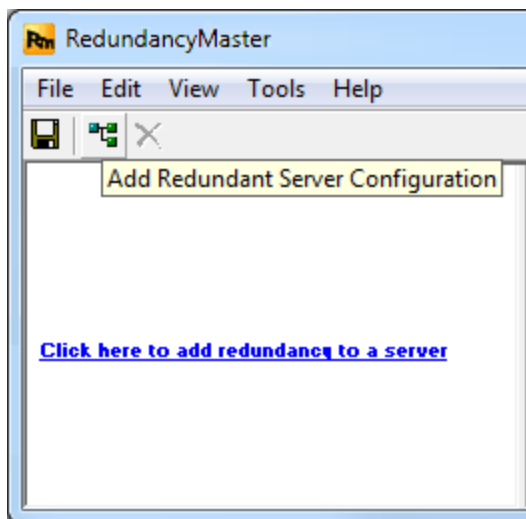 Rm RedundancyMaster
File Edit View Tools Help
Add Redundant Server Configuration
Click here to add redundancy to a server